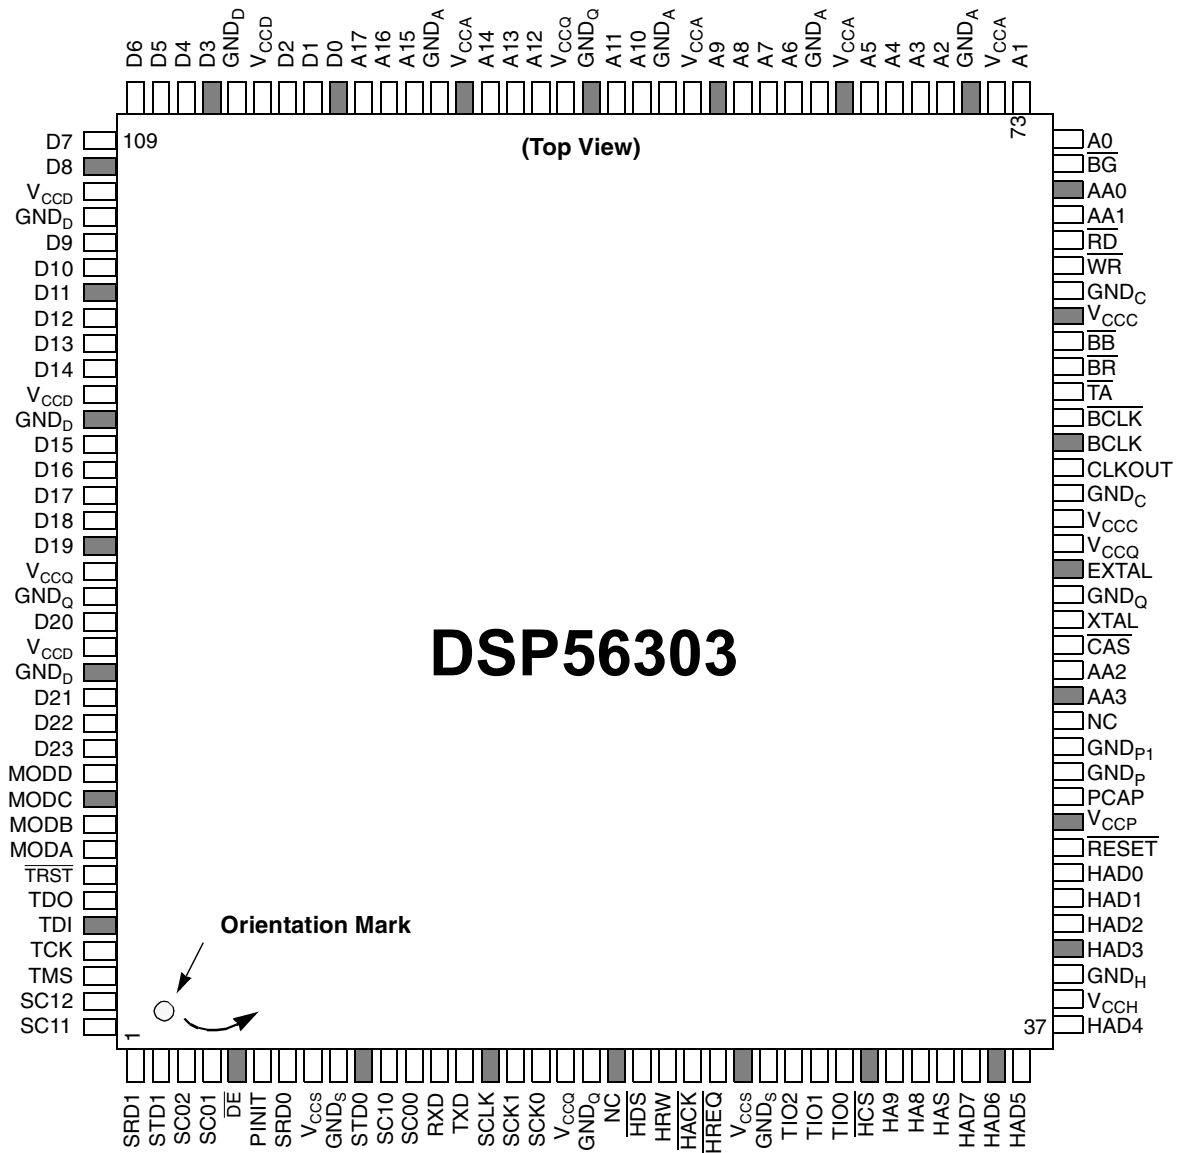 D6
D5
D4
D3
GNDD
VCCD
D2
D1
D0
A17
A16
A15
GNDA
VCCA
A14
A13
A12
VCCQ
GNDQ
A11
A10
GNDA
VCCA
A9
A8
A7
A6
GNDA
VCCA
A5
A4
A3
A2
GNDA
VCCA
A1
109
(Top View)
73
D7
D8
VCCD
GNDD
D9
D10
D11
D12
D13
D14
VCCD
GNDD
D15
D16
D17
D18
D19
VCCQ
GNDQ
D20
VCCD
GNDD
D21
D22
D23
MODD
MODC
MODB
MODA
TRST
TDO
TDI
TCK
TMS
SC12
SC11
DSP56303
Orientation Mark
A0
BG
AA0
AA1
RD
WR
GNDC
VCCC
BB
BR
TA
BCLK
BCLK
CLKOUT
GNDC
VCCC
VCCQ
EXTAL
GNDQ
XTAL
CAS
AA2
AA3
NC
GNDP1
GNDP
PCAP
VCCP
RESET
HAD0
HAD1
HAD2
HAD3
GNDH
VCCH
HAD4
1
37
SRD1
STD1
SC02
SC01
DE
PINIT
SRD0
VCCS
GNDS
STD0
SC10
SC00
RXD
TXD
SCLK
SCK1
SCK0
VCCQ
GNDQ
NC
HDS
HRW
HACK
HREQ
VCCS
GNDS
TIO2
TIO1
TIO0
HCS
HA9
HA8
HAS
HAD7
HAD6
HAD5